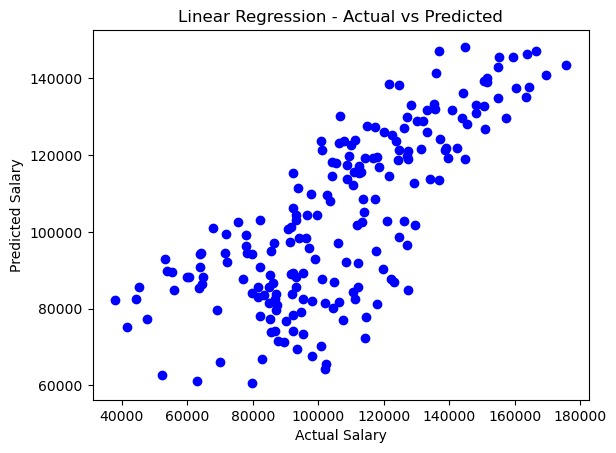 Linear Regression - Actual vs Predicted
Predicted Salary
140000
120000
100000
80000
60000
40000 60000 80000 100000 120000 140000 160000 180000
Actual Salary